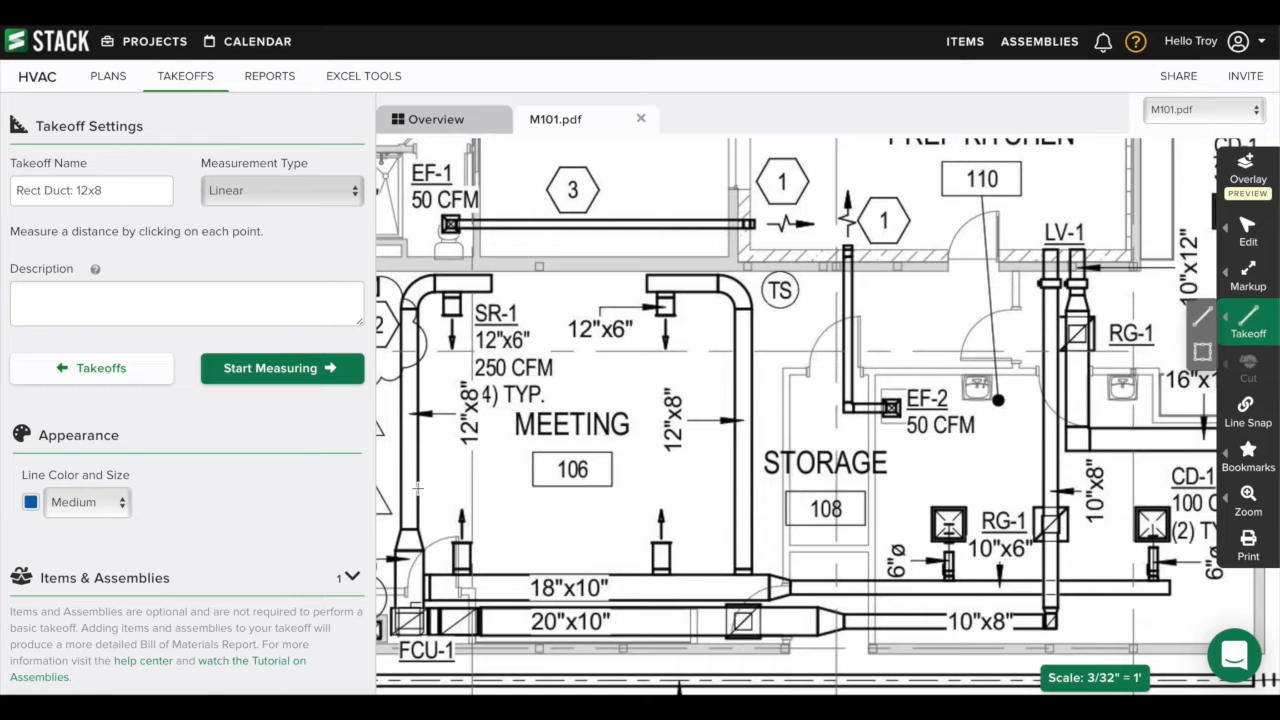 STACK PROJECTS CALENDAR ITEMS ASSEMBLIES ? Hello Troy
HVAC PLANS TAKEOFFS REPORTS EXCEL TOOLS SHARE INVITE
Takeoff Settings
Takeoff Name Measurement Type
Rect Duct: 12x8 Linear
Measure a distance by clicking on each point.
Description ?
Takeoffs Start Measuring
Appearance
Line Color and Size
Medium
Items & Assemblies 1
Items and Assemblies are optional and are not required to perform a
basic takeoff. Adding items and assemblies to your takeoff will
produce a more detailed Bill of Materials Report. For more
information visit the help center and watch the Tutorial on
Assemblies.
Overview M101.pdf M101.pdf
PREP KITCHEN
110
CD-1
EF-1
50 CFM
3
1
1
LV-1
10"x12"
TS
2
SR-1
12"x6"
250 CFM
4) TYP.
12"x6"
RG-1
12"x8"
12"x8"
MEETING
106
EF-2
50 CFM
STORAGE
108
10"x8"
CD-1
RG-1
10"x6"
6"ø
6"ø
18"x10"
20"x10"
10"x8"
FCU-1
Overlay
PREVIEW
Edit
Markup
Takeoff
Cut
Line Snap
Bookmarks
Zoom
Print
Scale: 3/32" = 1'